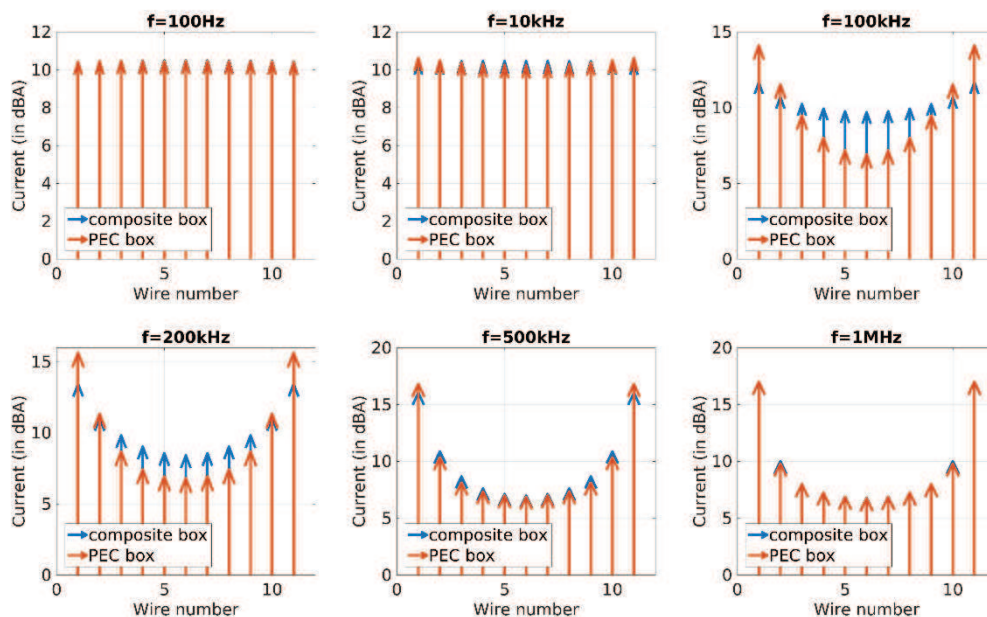 f=100Hz
12
10
8
6
4
2
0
Current (in dBA)
composite box
PEC box
0 5 10
Wire number
f=10kHz
12
10
8
6
4
2
0
Current (in dBA)
composite box
PEC box
0 5 10
Wire number
f=100kHz
15
10
5
0
Current (in dBA)
composite box
PEC box
0 5 10
Wire number
f=200kHz
15
10
5
0
Current (in dBA)
composite box
PEC box
0 5 10
Wire number
f=500kHz
20
15
10
5
0
Current (in dBA)
composite box
PEC box
0 5 10
Wire number
f=1MHz
20
15
10
5
0
Current (in dBA)
composite box
PEC box
0 5 10
Wire number